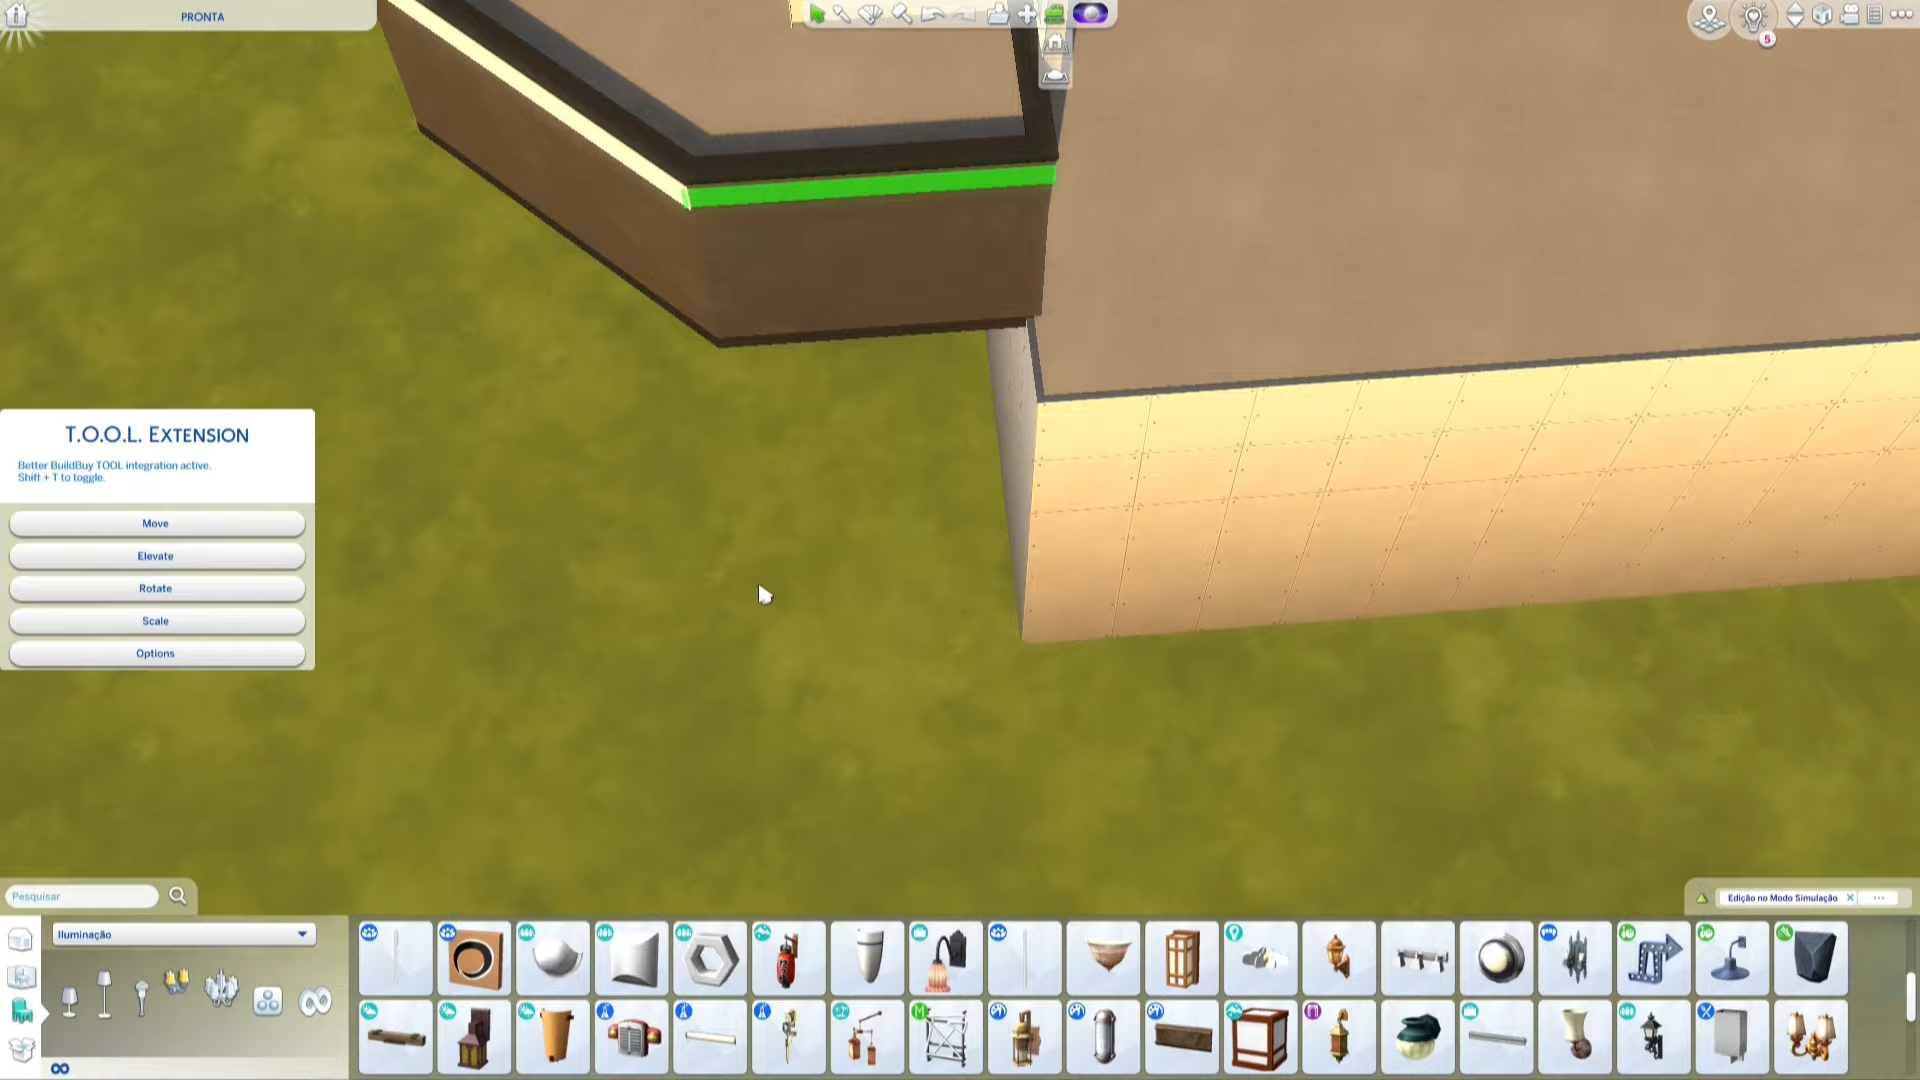 PRONTA
5
T.O.O.L. EXTENSION
Better BuildBuy TOOL integration active.
Shift + T to toggle.
Move
Elevate
Rotate
Scale
Options
Pesquisar
Edição no Modo Simulação
Iluminação